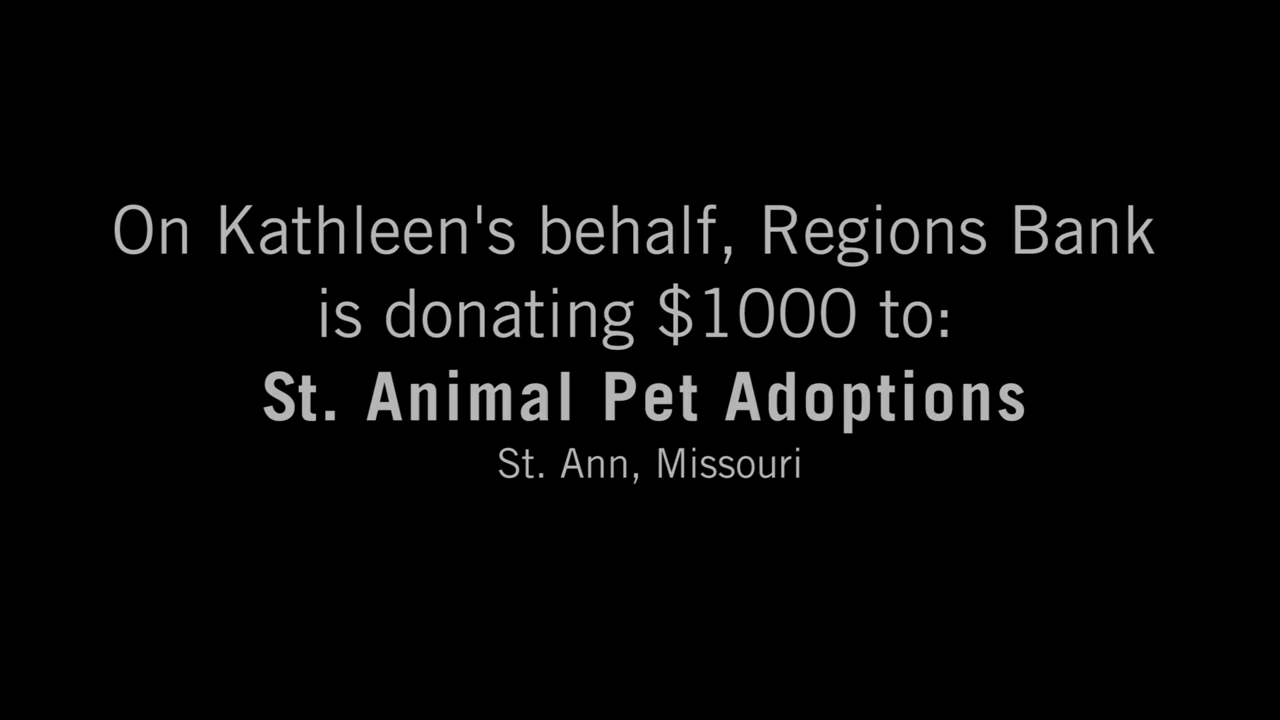 On Kathleen's behalf, Regions Bank
is donating $1000 to:
St. Animal Pet Adoptions
St. Ann, Missouri